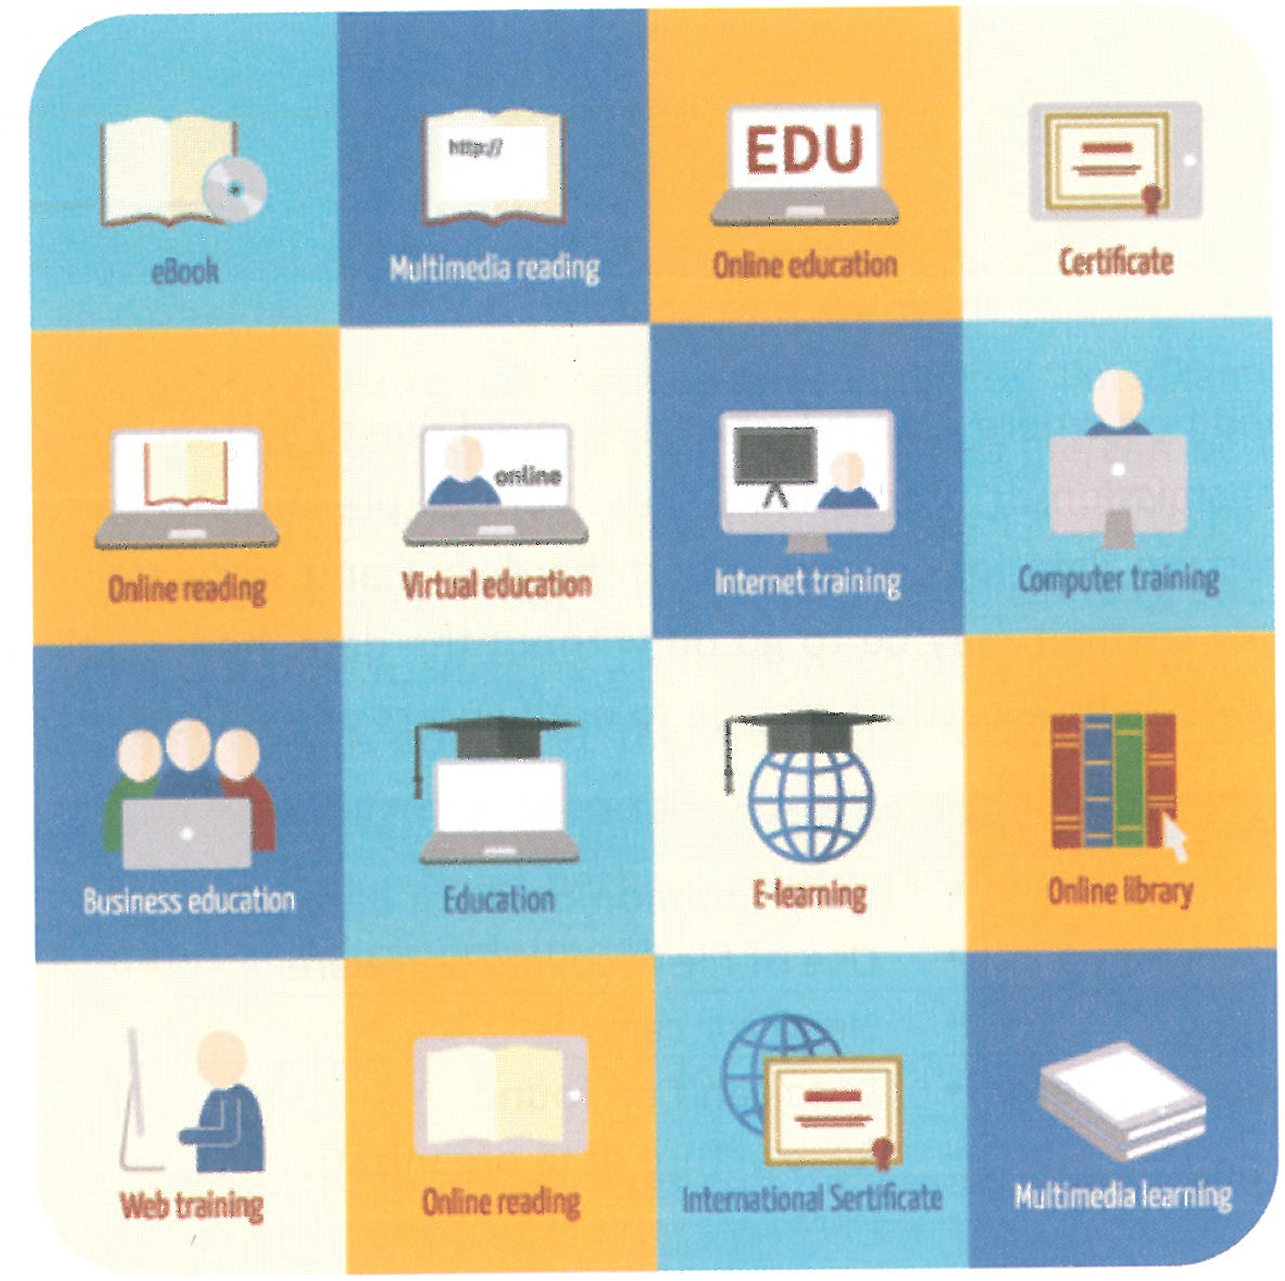 eBook
http://
Multimedia reading
EDU
Online education
Certificate
Online reading
online
Virtual education
Internet training
Computer training
Business education
Education
E-learning
Online library
Web training
Online reading
International Sertificate
Multimedia learning